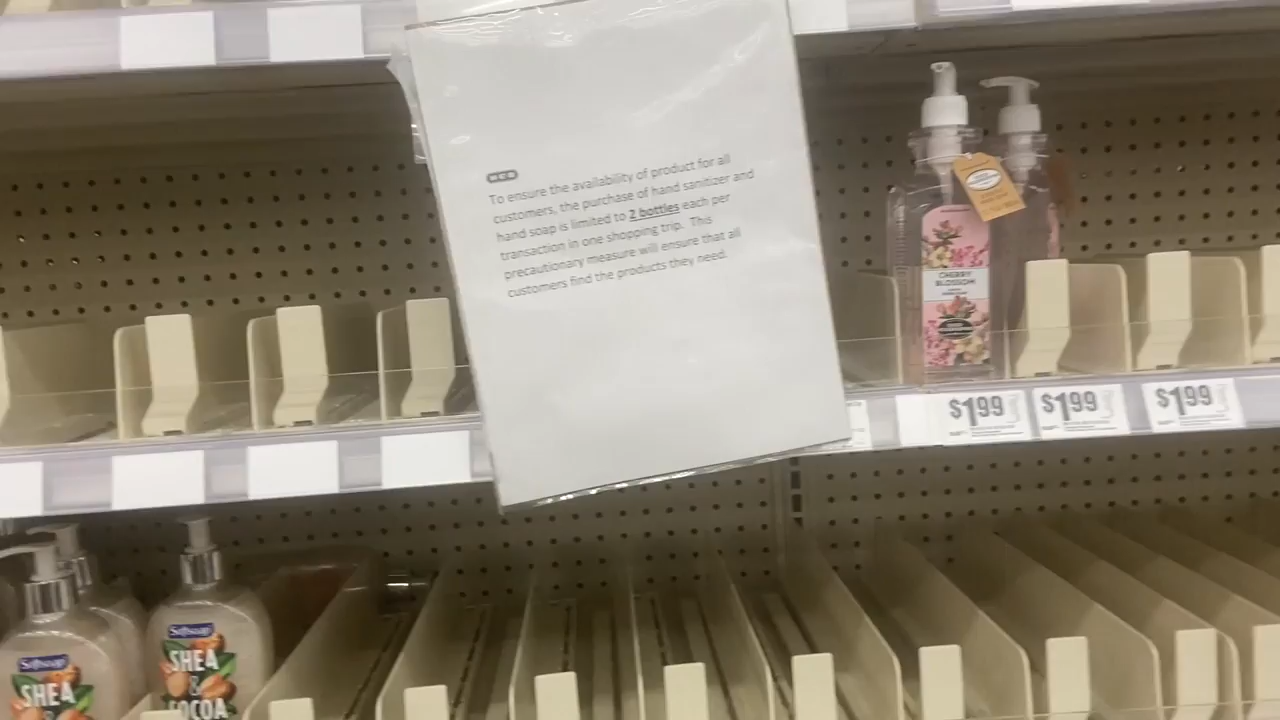 HEB
To ensure the availability of product for all
customers, the purchase of hand sanitizer and
hand soap is limited to 2 bottles each per
transaction in one shopping trip. This
precautionary measure will ensure that all
customers find the products they need.
CHERRY
BLOSSOM
$1.99
$1.99
$1.99
Softsoap
SHEA
&
COCOA
Softsoap
SHEA